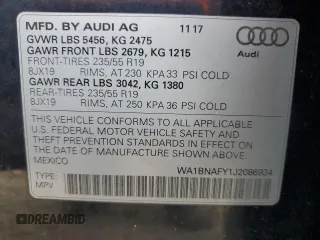 MFD. BY AUDI AG 11 17
GVWR LBS 5456, KG 2475
GAWR FRONT LBS 2679, KG 1215
FRONT-TIRES 235/55 R19
8JX19 RIMS, AT 230 KPA 33 PSI COLD
GAWR REAR LBS 3042, KG 1380
REAR-TIRES 235/55 R19
8JX19 RIMS, AT 250 KPA 36 PSI COLD
Audi
THIS VEHICLE CONFORMS TO ALL APPLICABLE
U.S. FEDERAL MOTOR VEHICLE SAFETY AND
THEFT PREVENTION STANDARDS IN EFFECT ON
THE DATE OF MANUFACTURE SHOWN ABOVE.
MEXICO
TYPE: WA1BNAFY1J2086934
MPV
DREAMBID